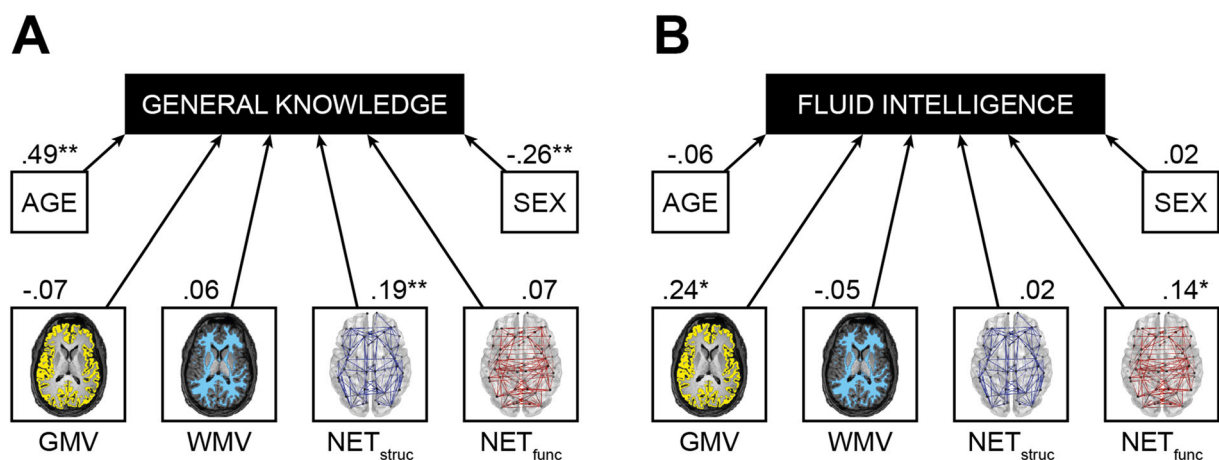 A
GENERAL KNOWLEDGE
.49**
-.26**
AGE
SEX
-.07
.06
.19**
.07
GMV
WMV
NETstruc
NETfunc
B
FLUID INTELLIGENCE
-.06
.02
AGE
SEX
.24*
-.05
.02
.14*
GMV
WMV
NETstruc
NETfunc